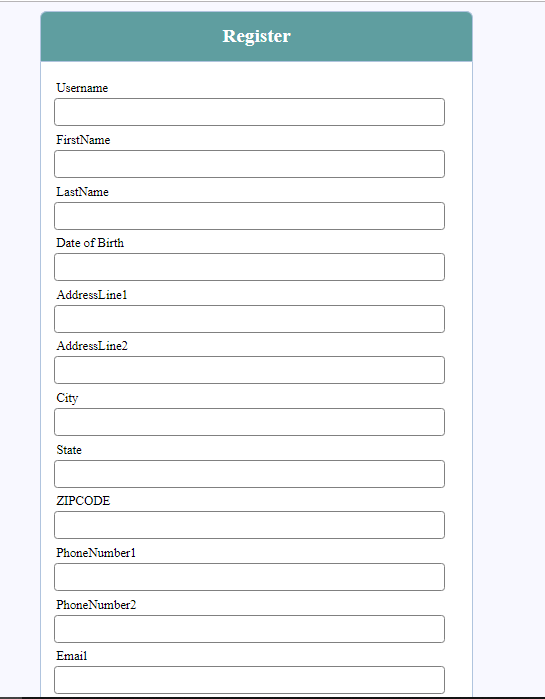 Register
Username
FirstName
LastName
Date of Birth
AddressLine1
AddressLine2
City
State
ZIPCODE
PhoneNumber1
PhoneNumber2
Email